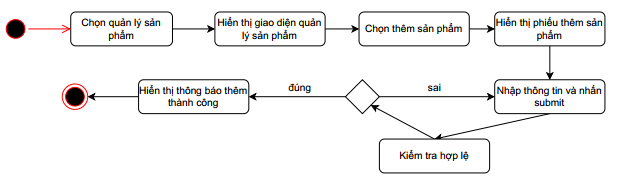 Chọn quản lý sản
phẩm
Hiển thị giao diện quản
lý sản phẩm
Chọn thêm sản phẩm
Hiển thị phiếu thêm sản
phẩm
Hiển thị thông báo thêm
thành công
đúng
sai
Nhập thông tin và nhấn
submit
Kiểm tra hợp lệ